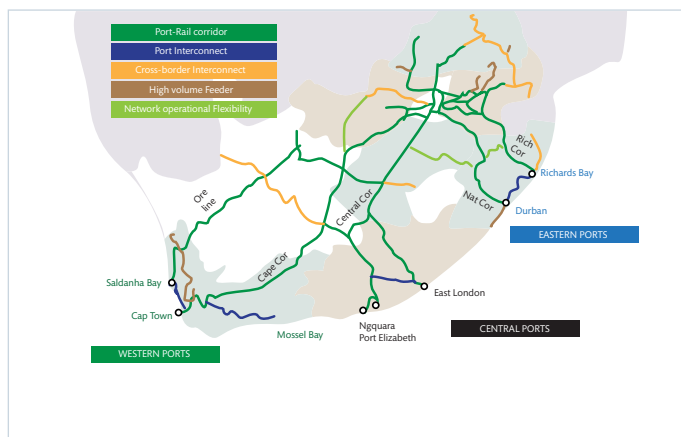 Port-Rail corridor
Port Interconnect
Cross-border Interconnect
High volume Feeder
Network operational Flexibility
Rich
Cor
Richards Bay
Ore
line
Central Cor
Nat Cor
Durban
EASTERN PORTS
Cape Cor
Saldanha Bay
East London
Cap Town
Mossel Bay
Ngquara
Port Elizabeth
CENTRAL PORTS
WESTERN PORTS